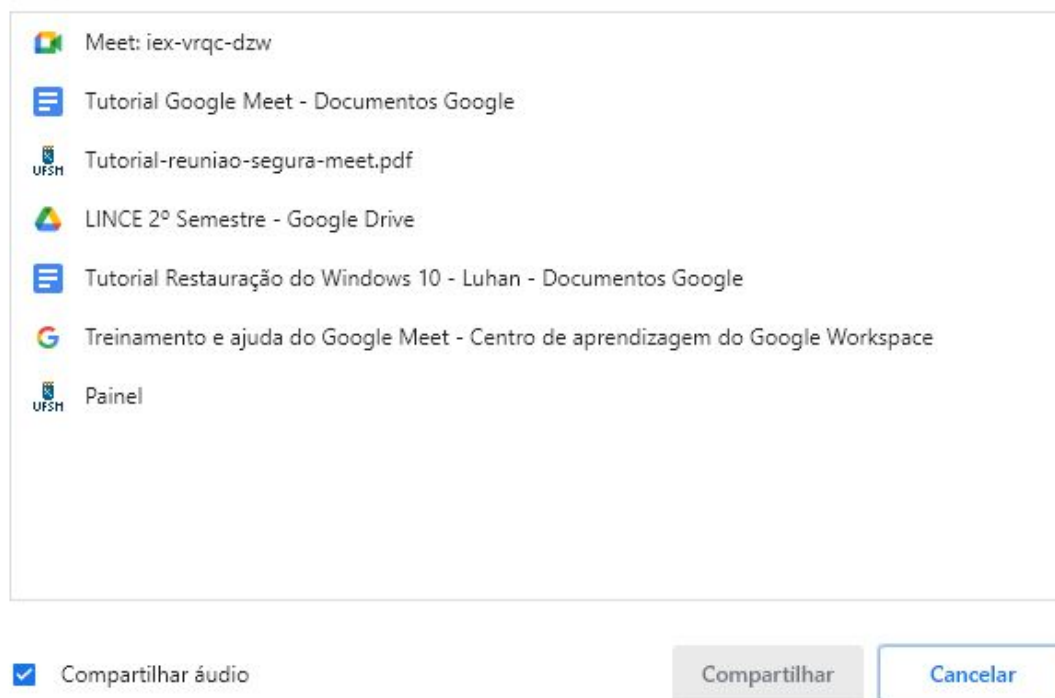 Meet: iex-vrqc-dzw
Tutorial Google Meet - Documentos Google
UFSM Tutorial-reuniao-segura-meet.pdf
LINCE 2º Semestre - Google Drive
Tutorial Restauração do Windows 10 - Luhan - Documentos Google
Treinamento e ajuda do Google Meet - Centro de aprendizagem do Google Workspace
UFSM Painel
Compartilhar áudio Compartilhar Cancelar